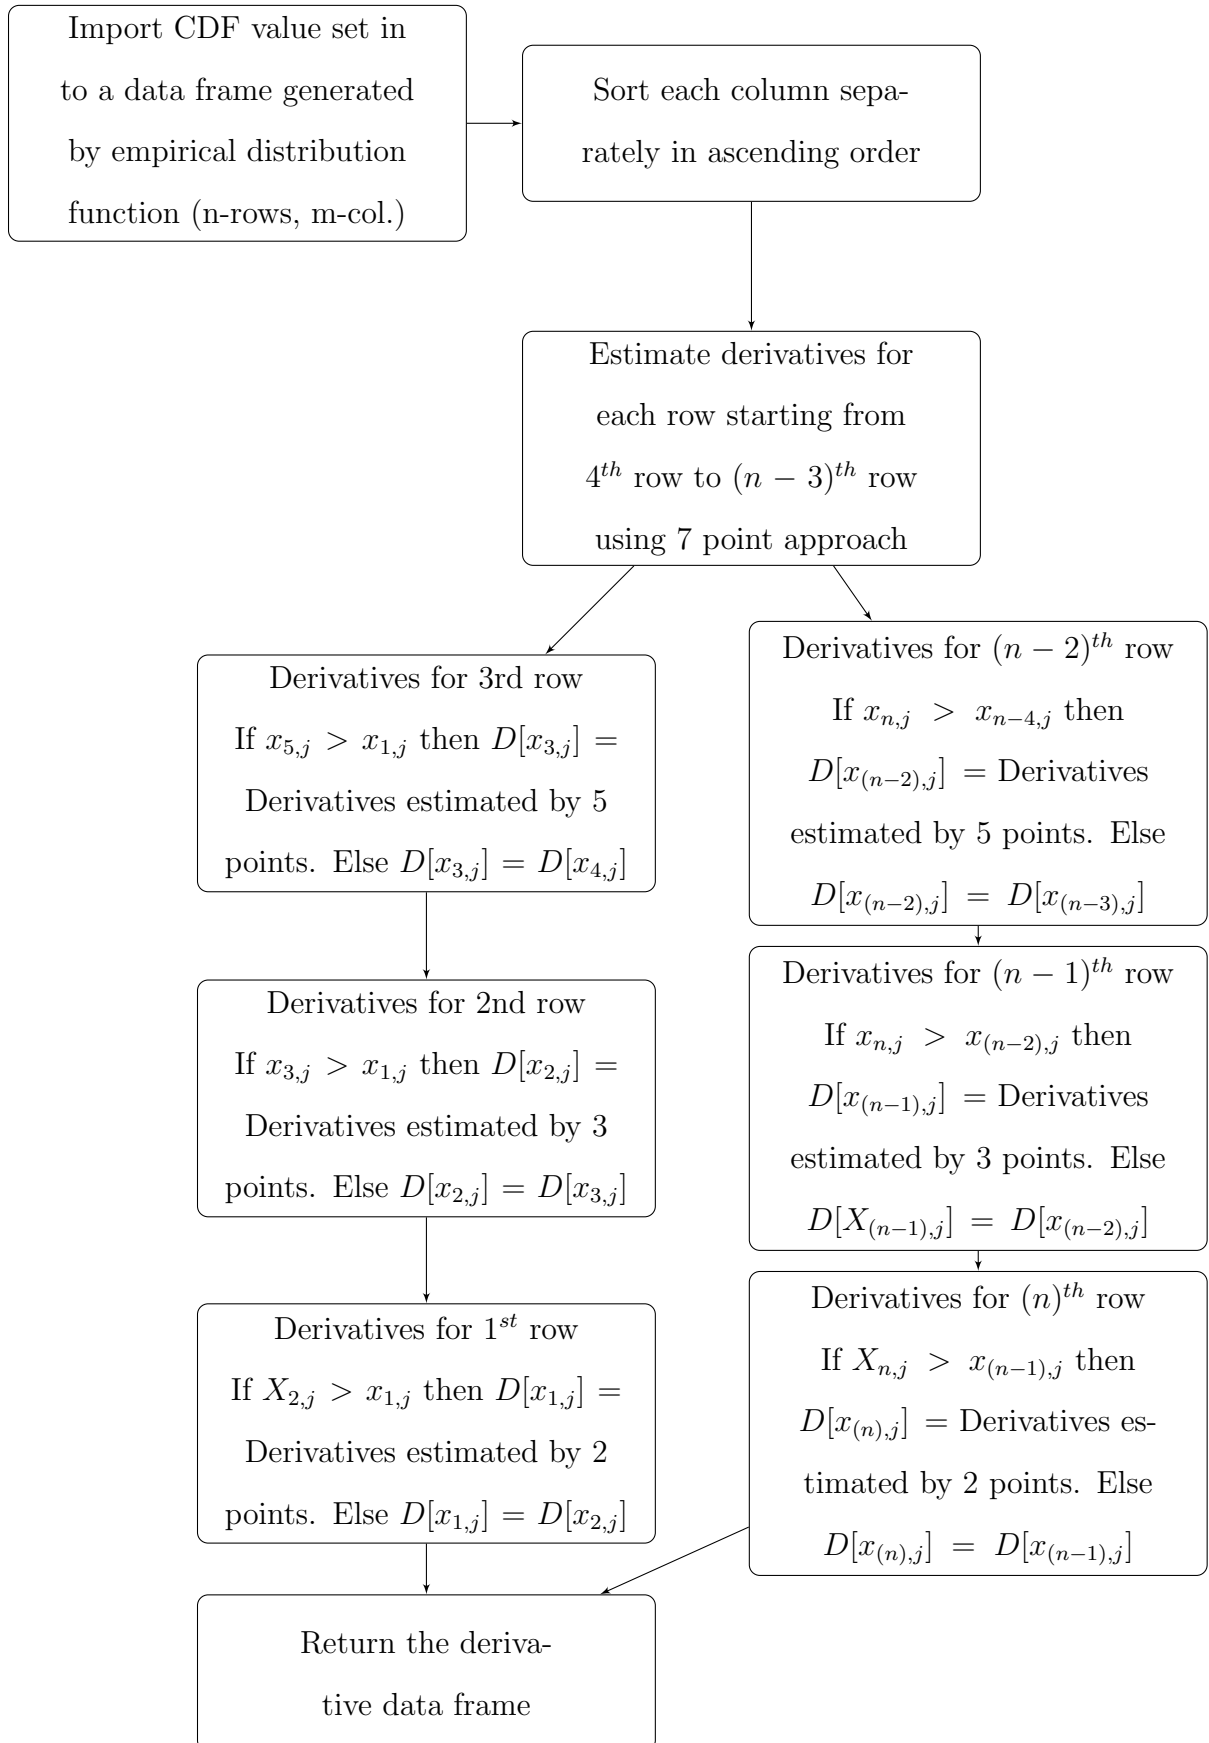 Import CDF value set in
to a data frame generated
by empirical distribution
function (n-rows, m-col.)
Sort each column sepa-
rately in ascending order
Estimate derivatives for
each row starting from
$4^{th}$ row to $(n-3)^{th}$ row
using 7 point approach
Derivatives for 3rd row
If $x_{5,j} > x_{1,j}$ then $D[x_{3,j}] =$
Derivatives estimated by 5
points. Else $D[x_{3,j}] = D[x_{4,j}]$
Derivatives for 2nd row
If $x_{3,j} > x_{1,j}$ then $D[x_{2,j}] =$
Derivatives estimated by 3
points. Else $D[x_{2,j}] = D[x_{3,j}]$
Derivatives for $1^{st}$ row
If $X_{2,j} > x_{1,j}$ then $D[x_{1,j}] =$
Derivatives estimated by 2
points. Else $D[x_{1,j}] = D[x_{2,j}]$
Derivatives for $(n-2)^{th}$ row
If $x_{n,j} > x_{n-4,j}$ then
$D[x_{(n-2),j}] =$ Derivatives
estimated by 5 points. Else
$D[x_{(n-2),j}] = D[x_{(n-3),j}]$
Derivatives for $(n-1)^{th}$ row
If $x_{n,j} > x_{(n-2),j}$ then
$D[x_{(n-1),j}] =$ Derivatives
estimated by 3 points. Else
$D[X_{(n-1),j}] = D[x_{(n-2),j}]$
Derivatives for $(n)^{th}$ row
If $X_{n,j} > x_{(n-1),j}$ then
$D[x_{(n),j}] =$ Derivatives es-
timated by 2 points. Else
$D[x_{(n),j}] = D[x_{(n-1),j}]$
Return the deriva-
tive data frame